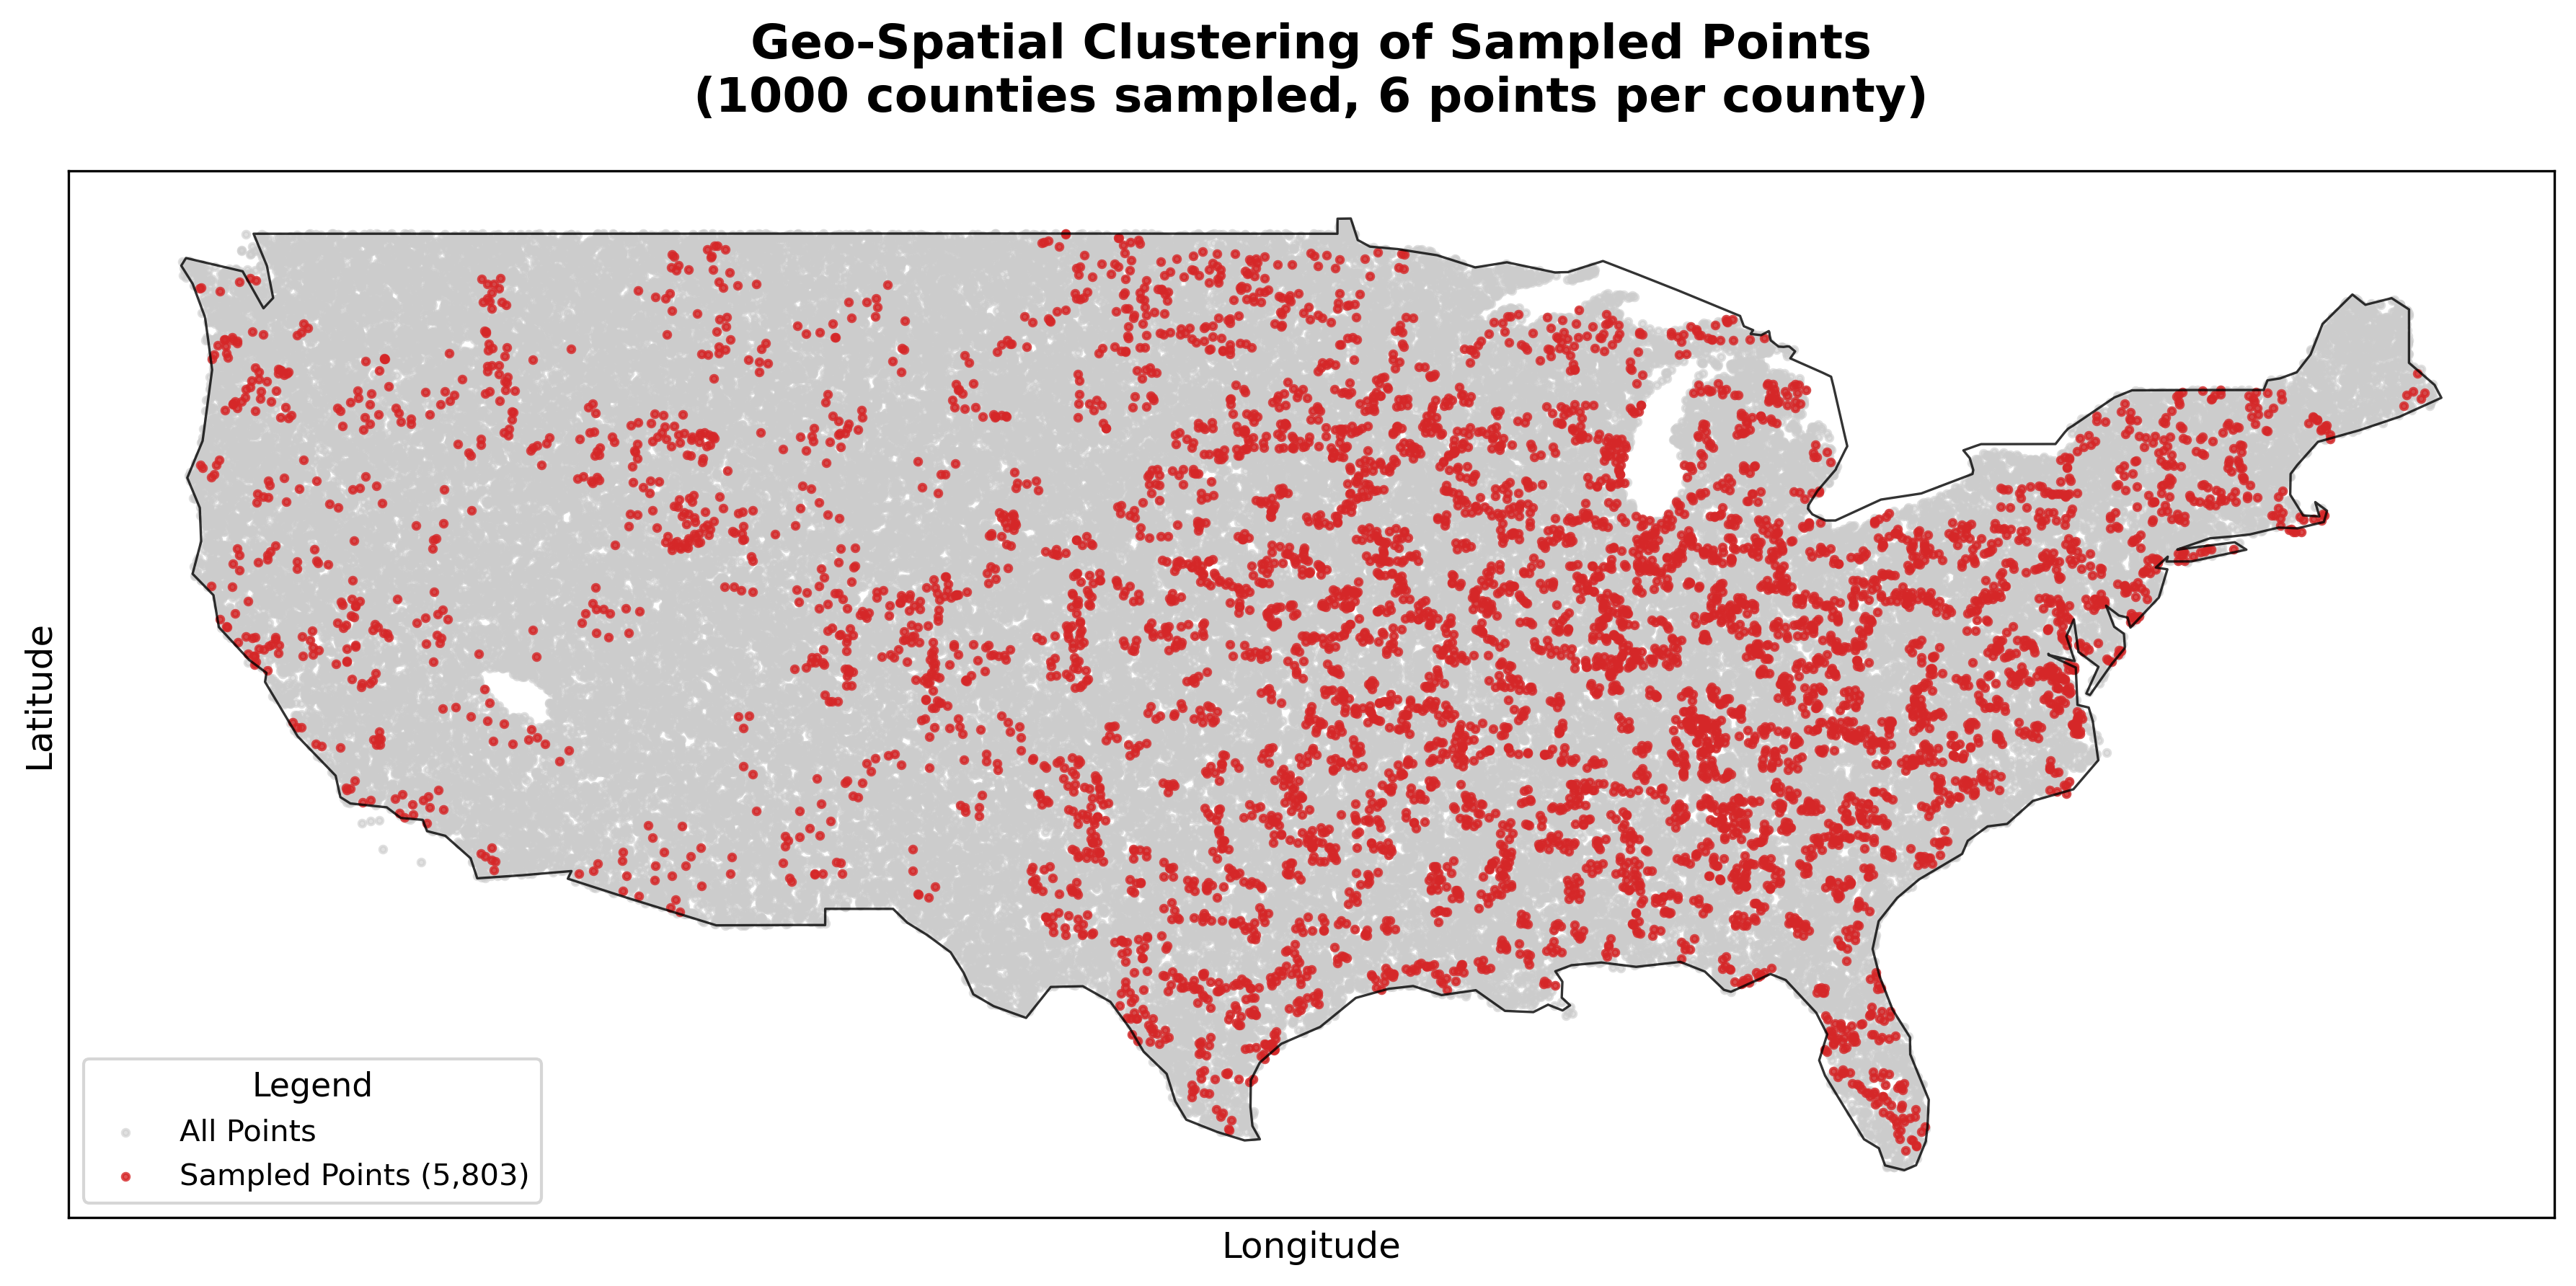 Geo-Spatial Clustering of Sampled Points
(1000 counties sampled, 6 points per county)
Latitude
Legend
All Points
Sampled Points (5,803)
Longitude